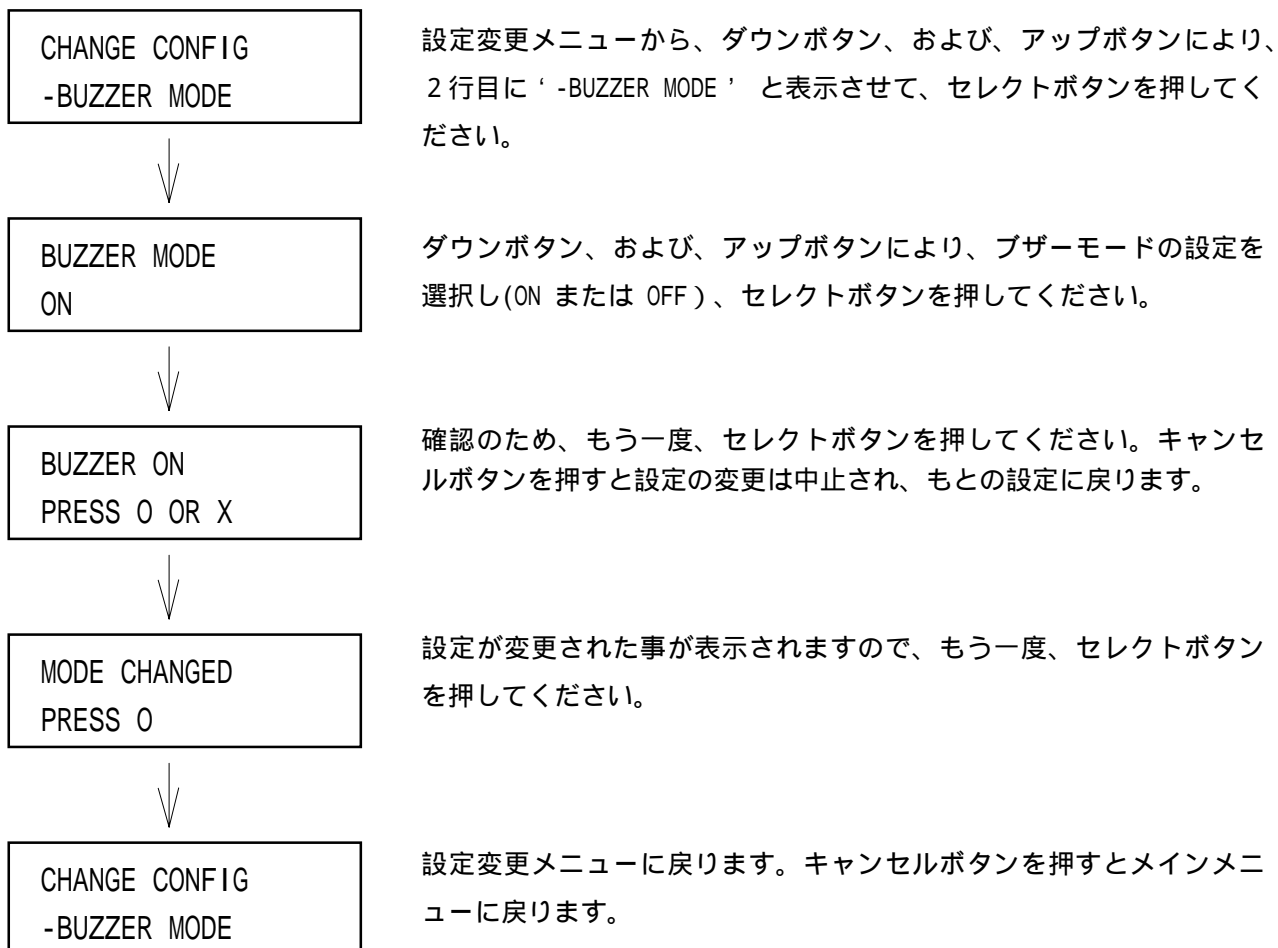 CHANGE CONFIG
-BUZZER MODE
設定変更メニューから、ダウンボタン、および、アップボタンにより、
２行目に‘-BUZZER MODE’ と表示させて、セレクトボタンを押してく
ださい。
BUZZER MODE
ON
ダウンボタン、および、アップボタンにより、ブザーモードの設定を
選択し(ON または OFF）、セレクトボタンを押してください。
BUZZER ON
PRESS O OR X
確認のため、もう一度、セレクトボタンを押してください。キャンセ
ルボタンを押すと設定の変更は中止され、もとの設定に戻ります。
MODE CHANGED
PRESS O
設定が変更された事が表示されますので、もう一度、セレクトボタン
を押してください。
CHANGE CONFIG
-BUZZER MODE
設定変更メニューに戻ります。キャンセルボタンを押すとメインメニ
ューに戻ります。